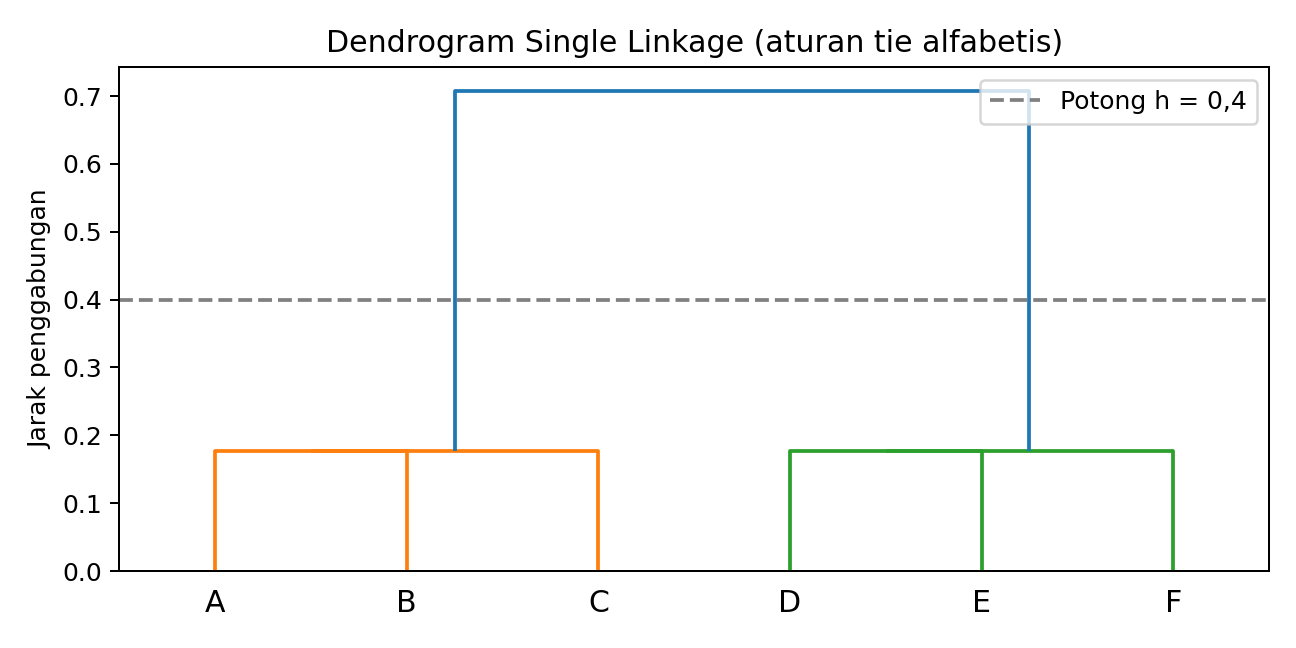 Dendrogram Single Linkage (aturan tie alfabetis)
Potong h = 0,4
Jarak penggabungan
0.7
0.6
0.5
0.4
0.3
0.2
0.1
0.0
A B C D E F